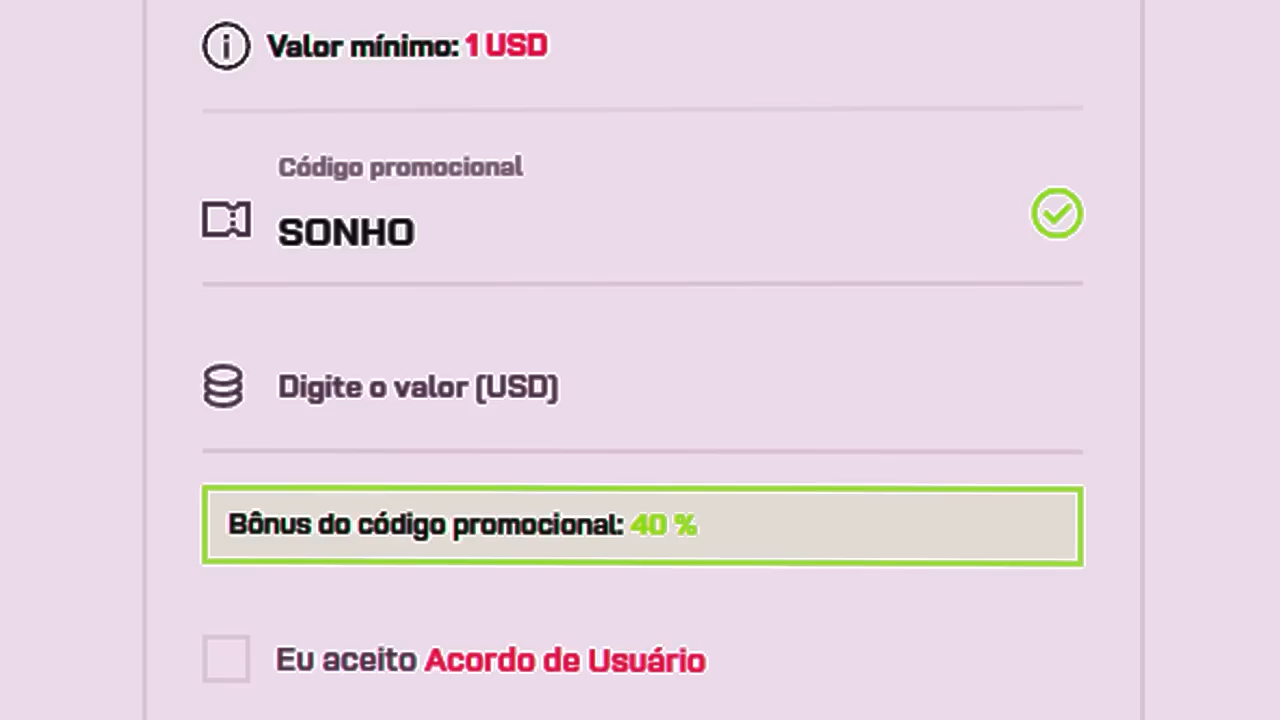 Valor mínimo: 1 USD
Código promocional
SONHO
Digite o valor (USD)
Bônus do código promocional: 40 %
Eu aceito Acordo de Usuário